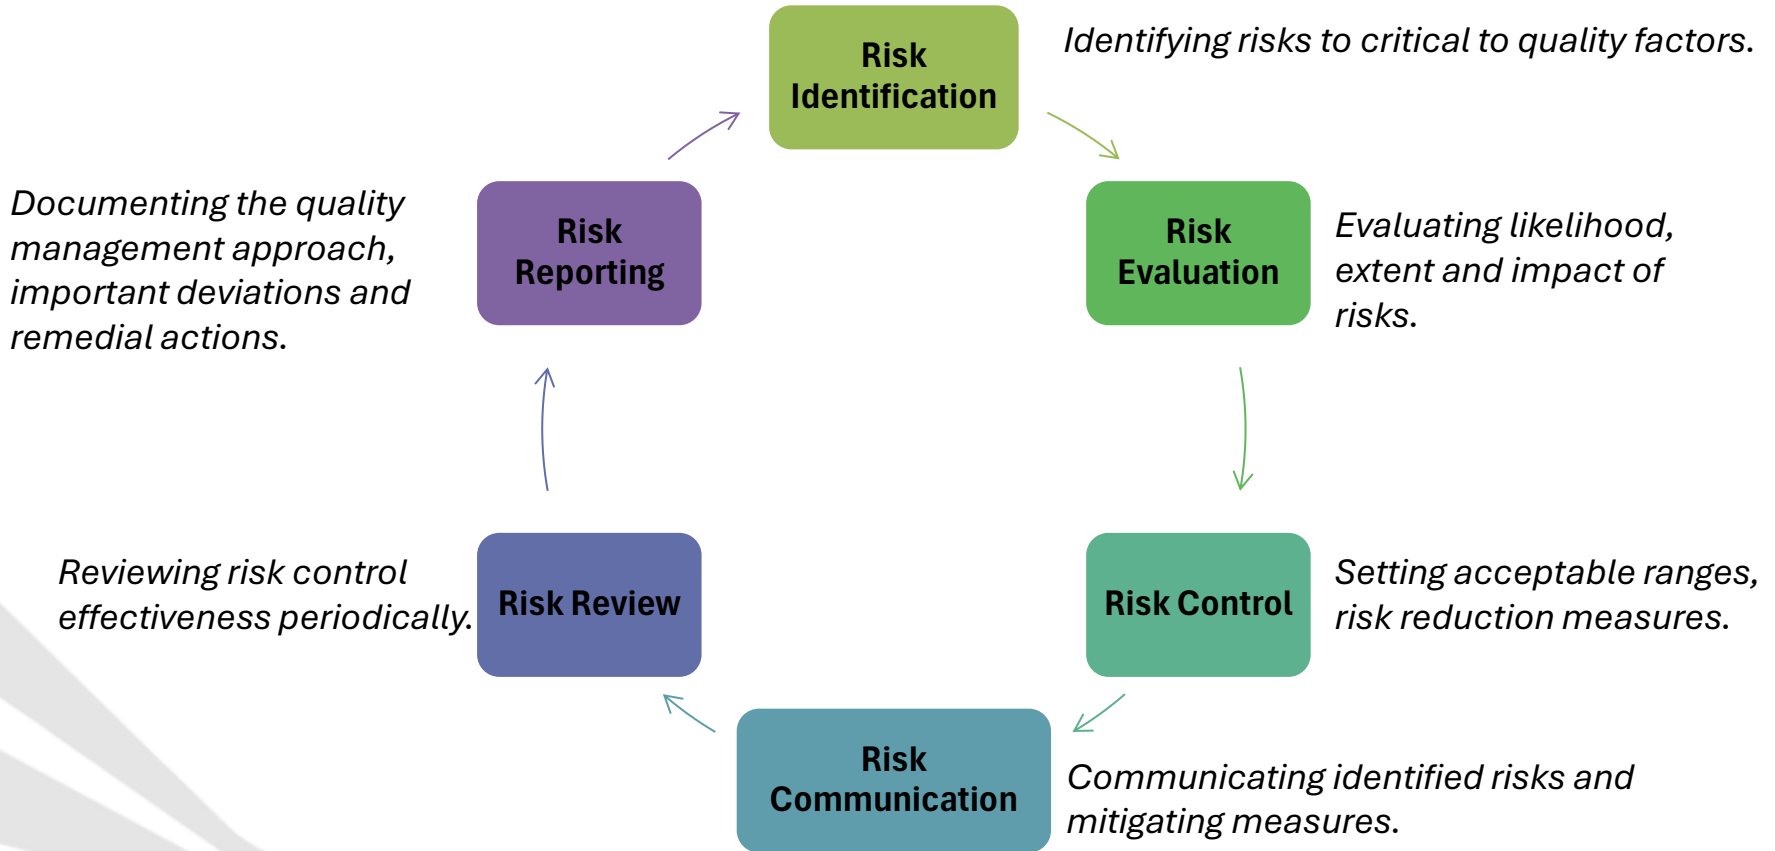 Risk
Identification
Identifying risks to critical to quality factors.
Risk
Evaluation
Evaluating likelihood,
extent and impact of
risks.
Risk Control
Setting acceptable ranges,
risk reduction measures.
Risk
Communication
Communicating identified risks and
mitigating measures.
Risk Review
Reviewing risk control
effectiveness periodically.
Risk
Reporting
Documenting the quality
management approach,
important deviations and
remedial actions.